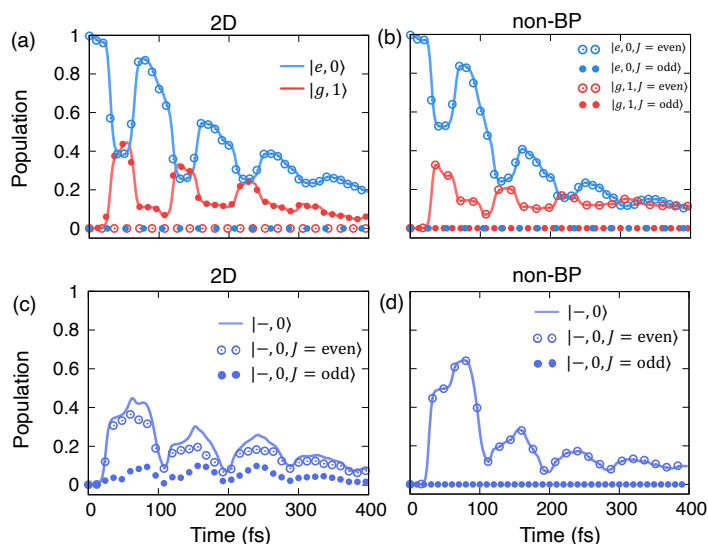 2D
non-BP
(a)
(b)
1
0.8
0.6
0.4
0.2
0
Population
|e, 0⟩
|g, 1⟩
|e, 0, J = even⟩
|e, 0, J = odd⟩
|g, 1, J = even⟩
|g, 1, J = odd⟩
2D
non-BP
(c)
(d)
1
0.8
0.6
0.4
0.2
0
Population
|−, 0⟩
|−, 0, J = even⟩
|−, 0, J = odd⟩
|−, 0⟩
|−, 0, J = even⟩
|−, 0, J = odd⟩
0 100 200 300 400
0 100 200 300 400
Time (fs)
Time (fs)